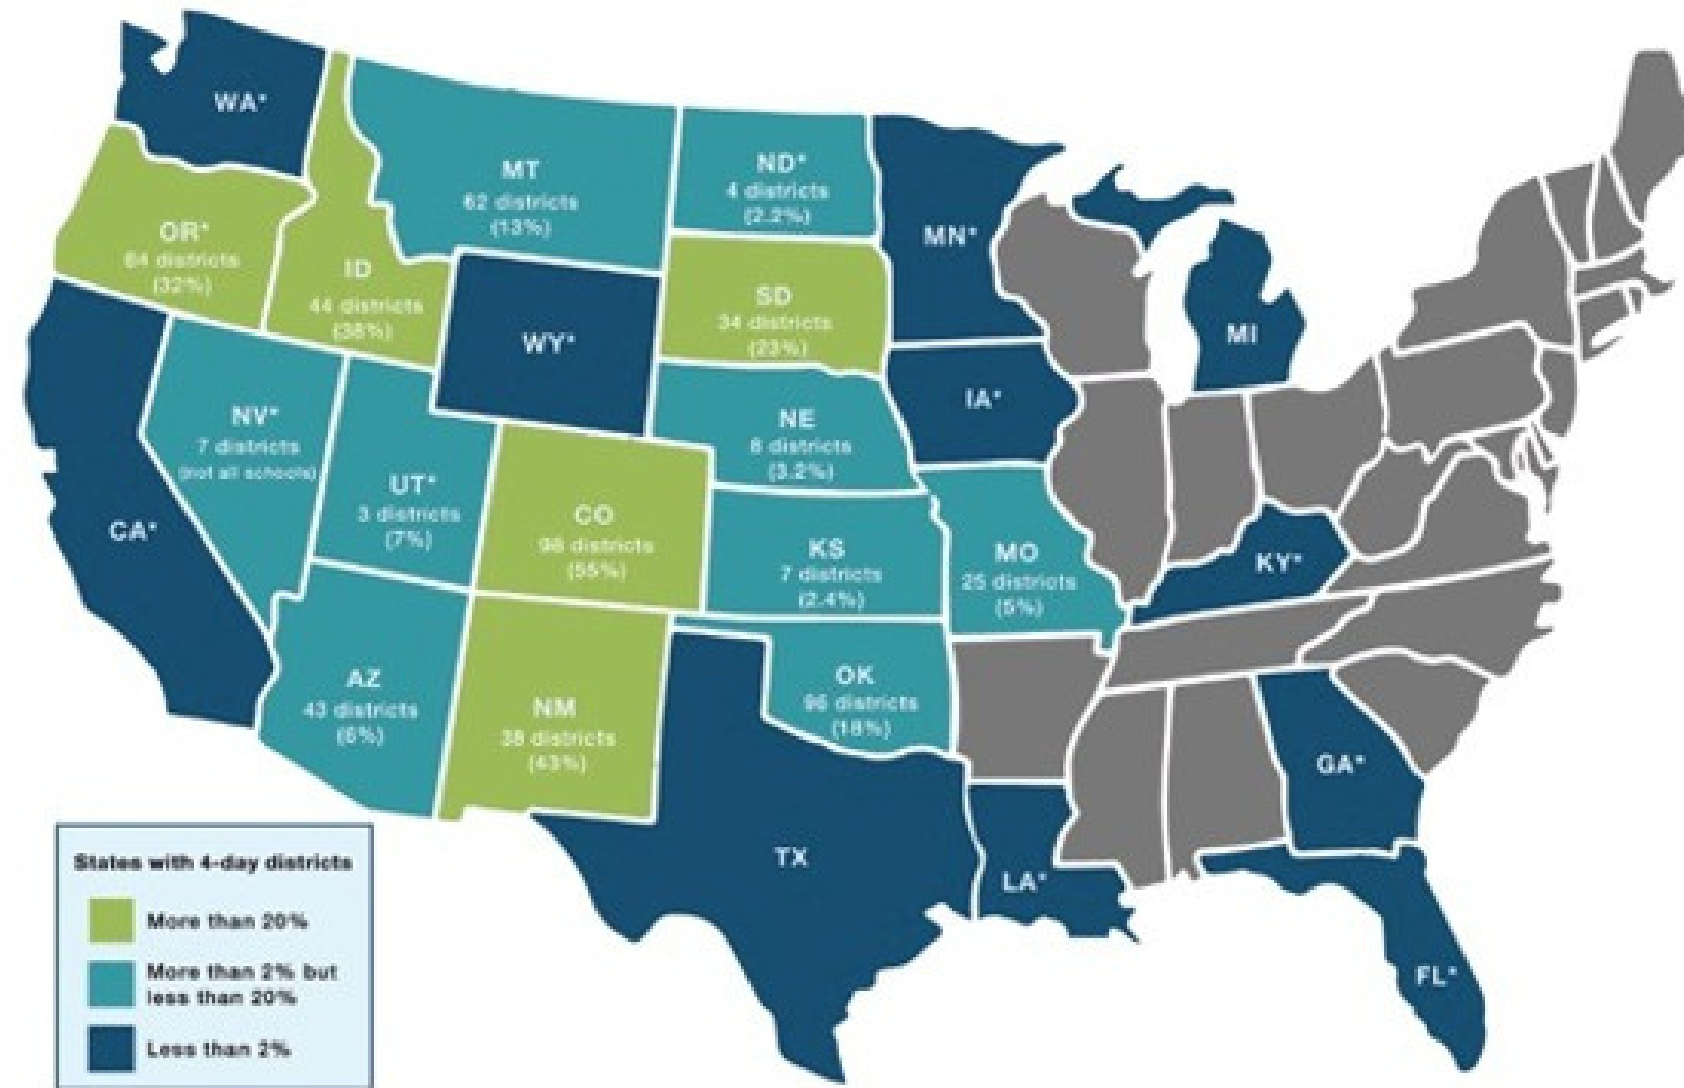 WA*
MT
62 districts
(13%)
ND*
4 districts
(2.2%)
MN*
OR*
64 districts
(32%)
ID
44 districts
(38%)
WY*
SD
34 districts
(23%)
MI
NE
8 districts
(3.2%)
IA*
NV*
7 districts
(not all schools)
UT*
3 districts
(7%)
CO
98 districts
(55%)
CA*
KS
7 districts
(2.4%)
MO
25 districts
(5%)
KY*
AZ
43 districts
(6%)
NM
38 districts
(43%)
OK
districts
(18%)
GA*
TX
LA*
FL*
States with 4-day districts
More than 20%
More than 2% but
less than 20%
Less than 2%